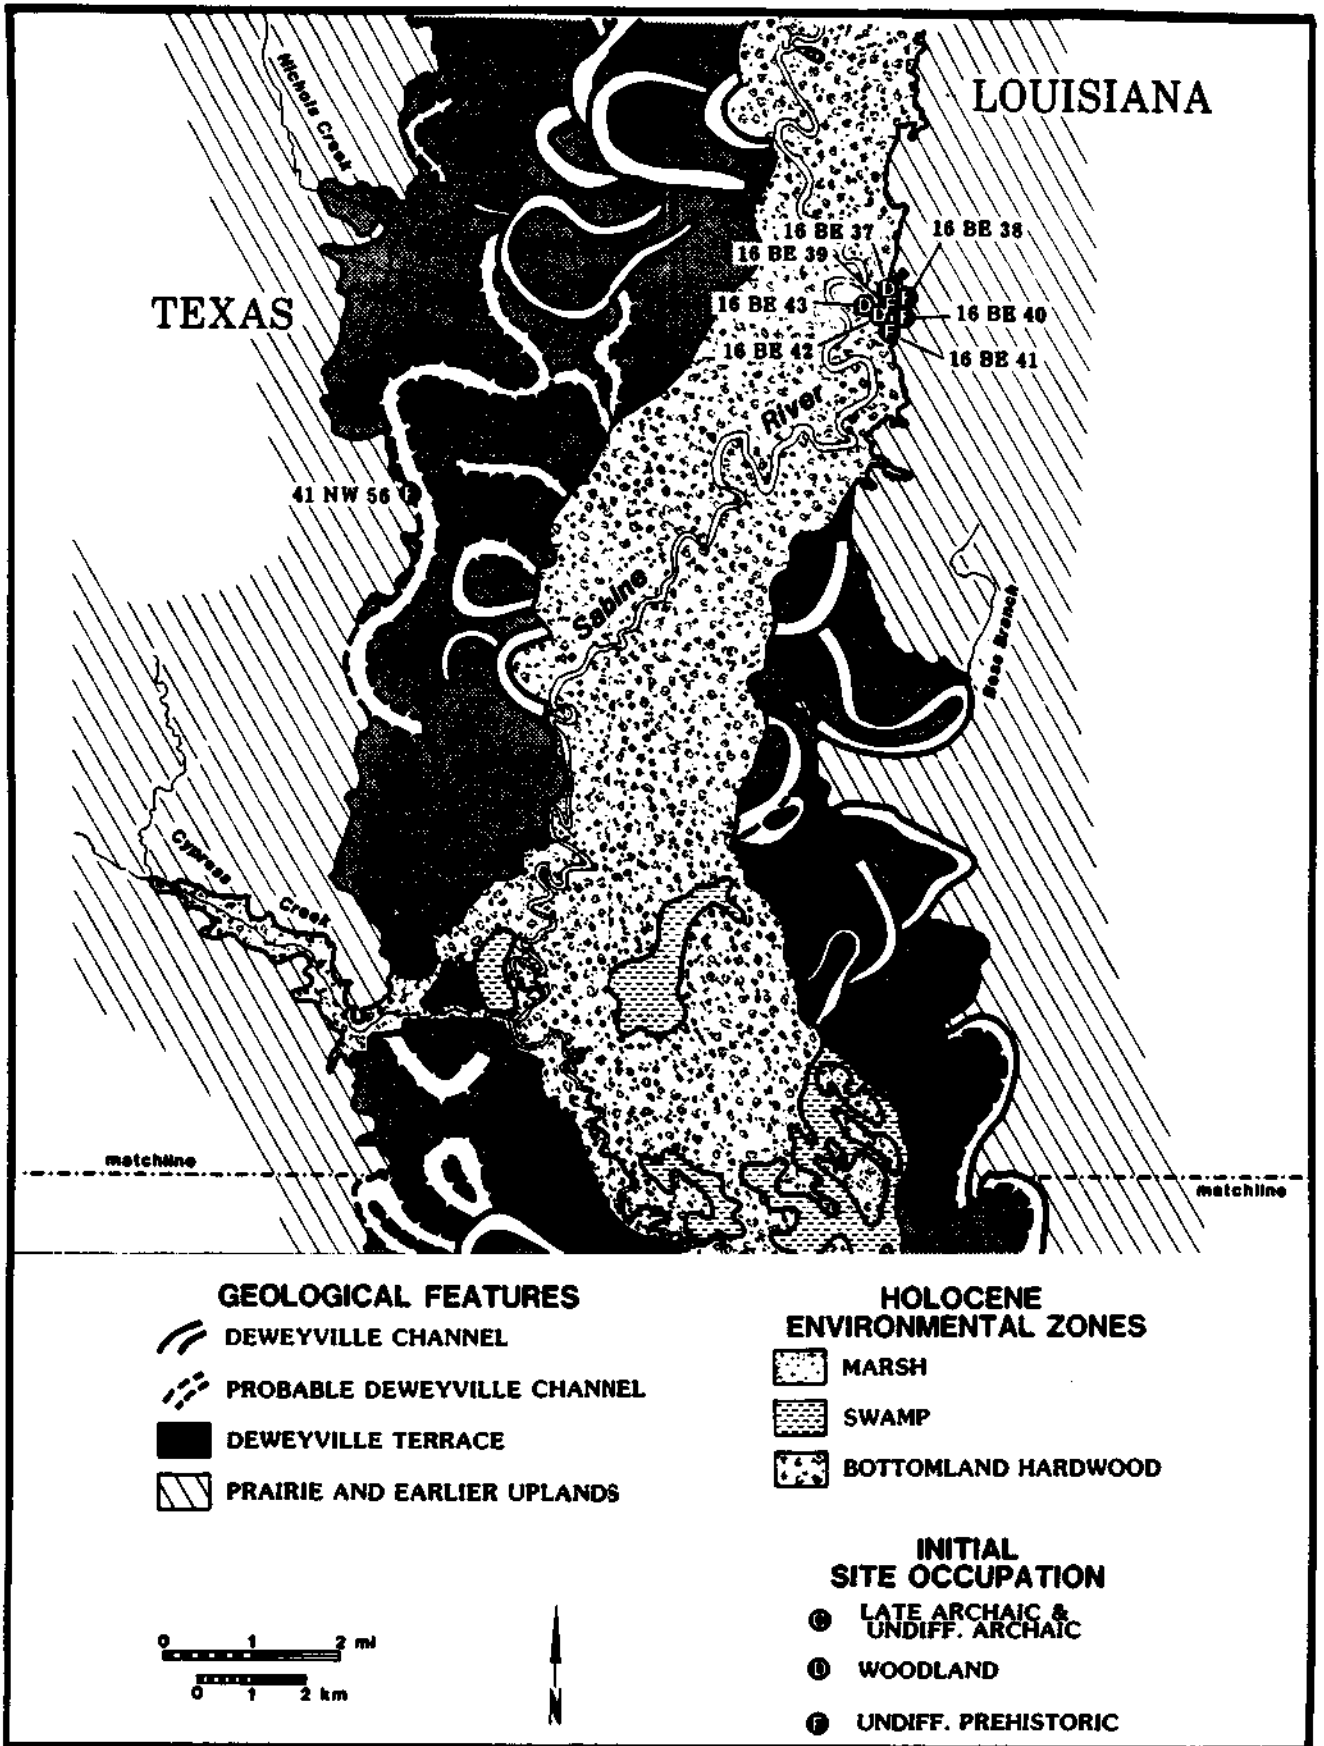 LOUISIANA
Nichols Creek
16 BE 37
16 BE 38
16 BE 39
TEXAS
16 BE 43
16 BE 40
16 BE 42
16 BE 41
River
41 NW 56
Sabine
Branch
Cypress
Creek
matchline
matchline
GEOLOGICAL FEATURES
DEWEYVILLE CHANNEL
PROBABLE DEWEYVILLE CHANNEL
DEWEYVILLE TERRACE
PRAIRIE AND EARLIER UPLANDS
HOLOCENE
ENVIRONMENTAL ZONES
MARSH
SWAMP
BOTTOMLAND HARDWOOD
INITIAL
SITE OCCUPATION
LATE ARCHAIC &
UNDIFF. ARCHAIC
D WOODLAND
F UNDIFF. PREHISTORIC
0 1 2 mi
0 1 2 km
N